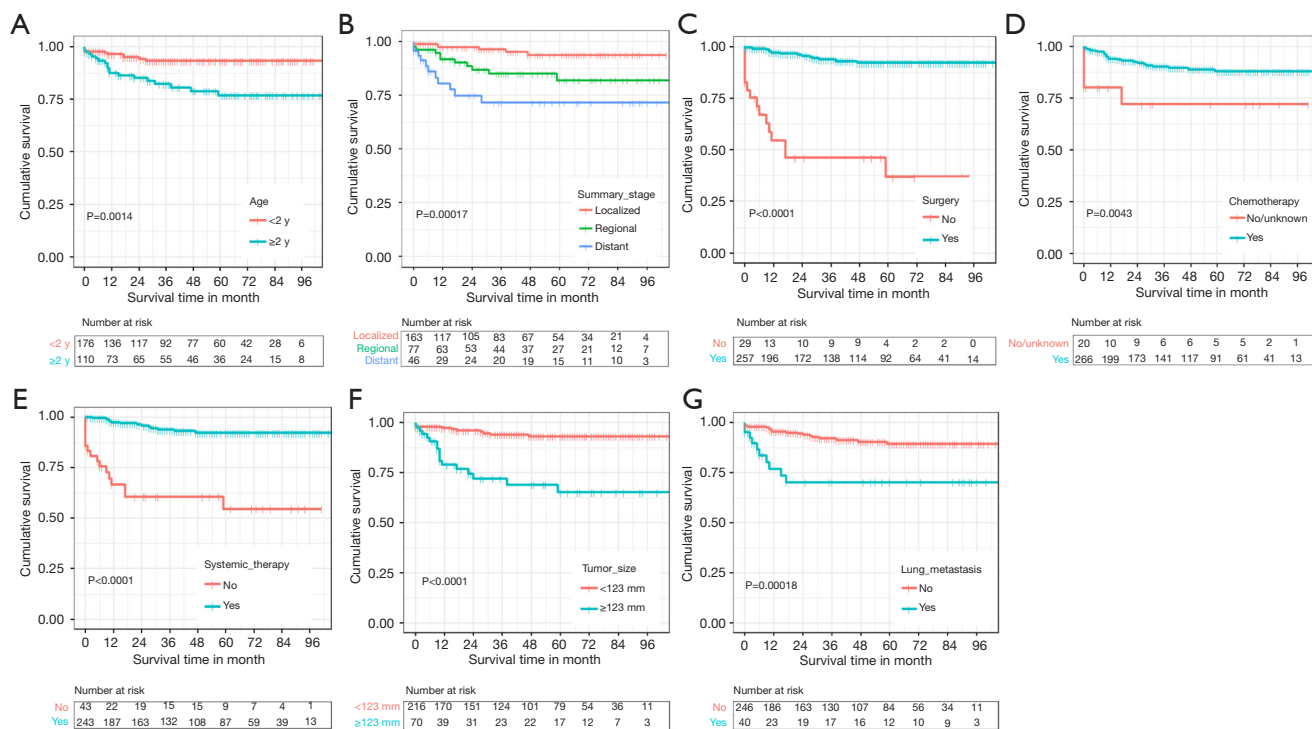 A
Cumulative survival
1.00
0.75
0.50
0.25
0.00
P=0.0014
Age
<2 y
≥2 y
0 12 24 36 48 60 72 84 96
Survival time in month
Number at risk
<2 y 176 136 117 92 77 60 42 28 6
≥2 y 110 73 65 55 46 36 24 15 8
B
Cumulative survival
1.00
0.75
0.50
0.25
0.00
P=0.00017
Summary_stage
Localized
Regional
Distant
0 12 24 36 48 60 72 84 96
Survival time in month
Number at risk
Localized 163 117 105 83 67 54 34 21 4
Regional 77 63 53 44 37 27 21 12 7
Distant 46 29 24 20 19 15 11 10 3
C
Cumulative survival
1.00
0.75
0.50
0.25
0.00
P<0.0001
Surgery
No
Yes
0 12 24 36 48 60 72 84 96
Survival time in month
Number at risk
No 29 13 10 9 9 4 2 2 0
Yes 257 196 172 138 114 92 64 41 14
D
Cumulative survival
1.00
0.75
0.50
0.25
0.00
P=0.0043
Chemotherapy
No/unknown
Yes
0 12 24 36 48 60 72 84 96
Survival time in month
Number at risk
No/unknown 20 10 9 6 6 5 5 2 1
Yes 266 199 173 141 117 91 61 41 13
E
Cumulative survival
1.00
0.75
0.50
0.25
0.00
P<0.0001
Systemic_therapy
No
Yes
0 12 24 36 48 60 72 84 96
Survival time in month
Number at risk
No 43 22 19 15 15 9 7 4 1
Yes 243 187 163 132 108 87 59 39 13
F
Cumulative survival
1.00
0.75
0.50
0.25
0.00
P<0.0001
Tumor_size
<123 mm
≥123 mm
0 12 24 36 48 60 72 84 96
Survival time in month
Number at risk
<123 mm 216 170 151 124 101 79 54 36 11
≥123 mm 70 39 31 23 22 17 12 7 3
G
Cumulative survival
1.00
0.75
0.50
0.25
0.00
P=0.00018
Lung_metastasis
No
Yes
0 12 24 36 48 60 72 84 96
Survival time in month
Number at risk
No 246 186 163 130 107 84 56 34 11
Yes 40 23 19 17 16 12 10 9 3